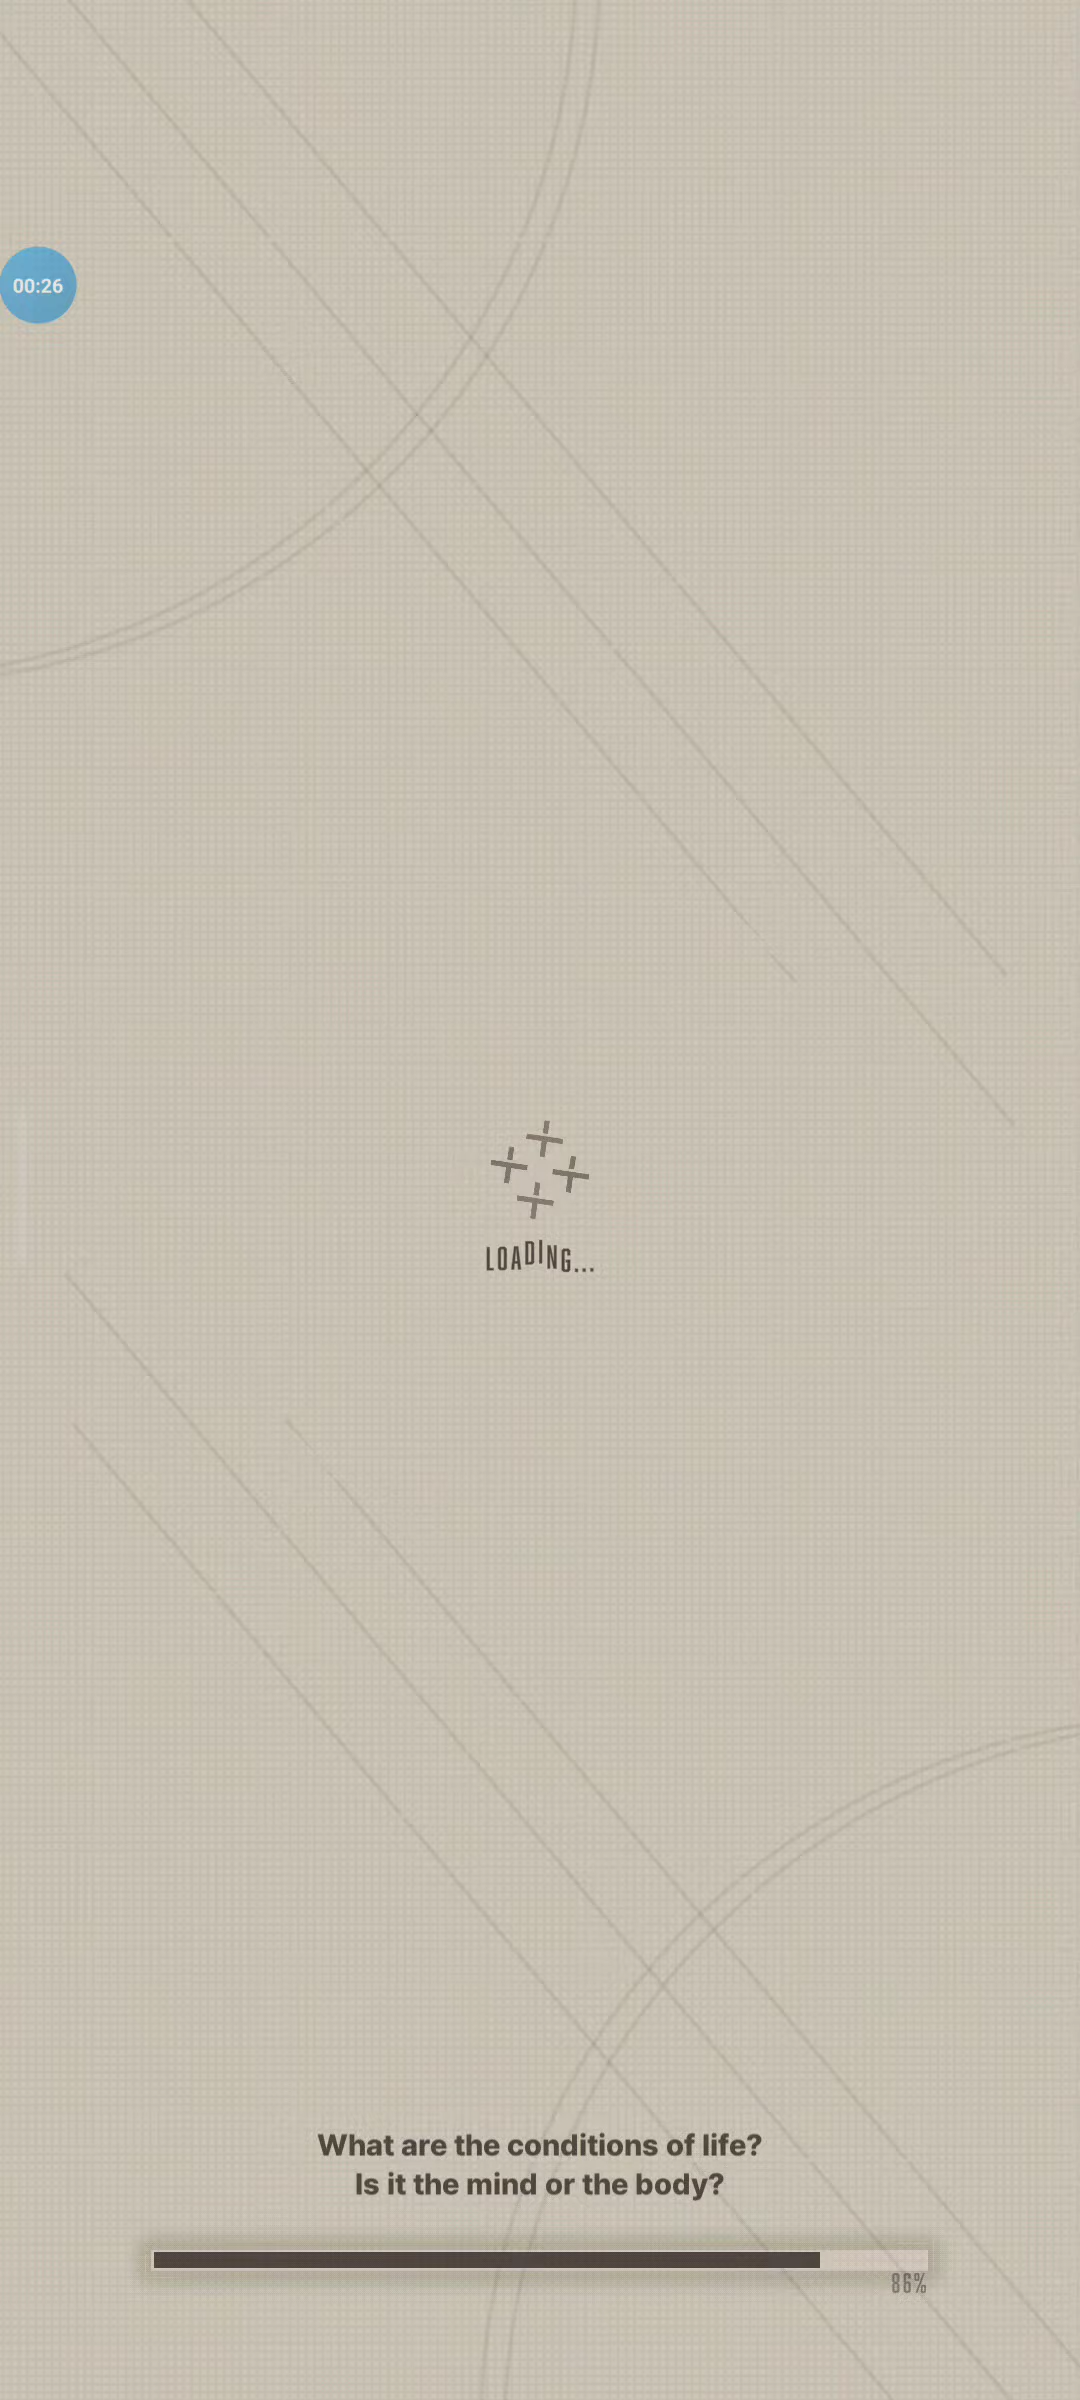 00:26
LOADING...
What are the conditions of life?
Is it the mind or the body?
86%